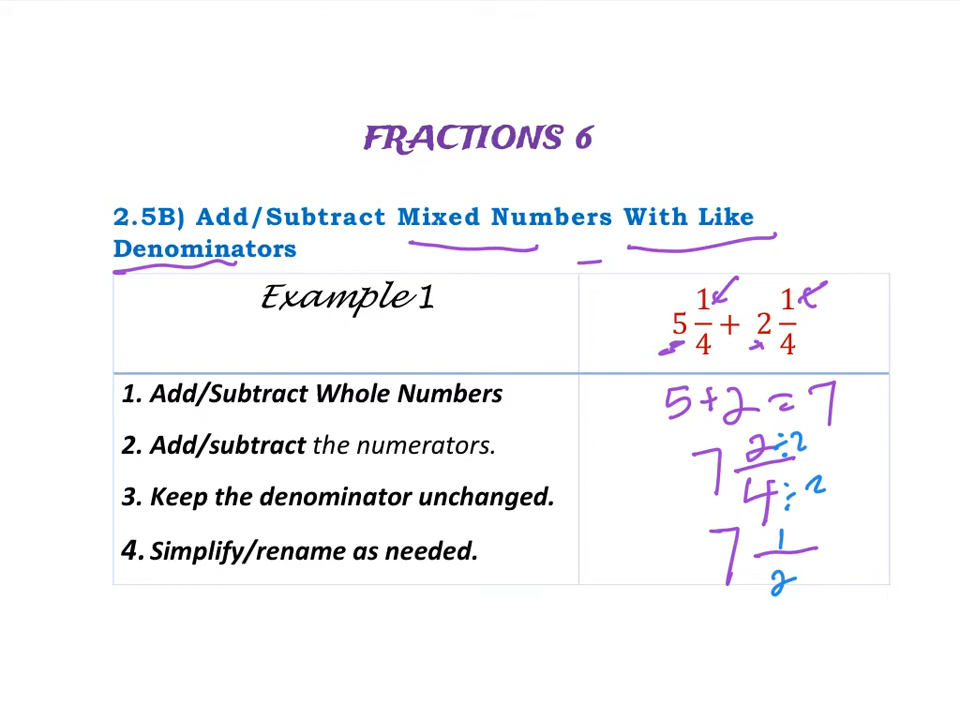 FRACTIONS 6
2.5B) Add/Subtract Mixed Numbers With Like
Denominators
Example 1
5 1/4 + 2 1/4
1. Add/Subtract Whole Numbers
5+2=7
2. Add/subtract the numerators.
7 2÷2/4÷2
3. Keep the denominator unchanged.
4. Simplify/rename as needed.
7 1/2